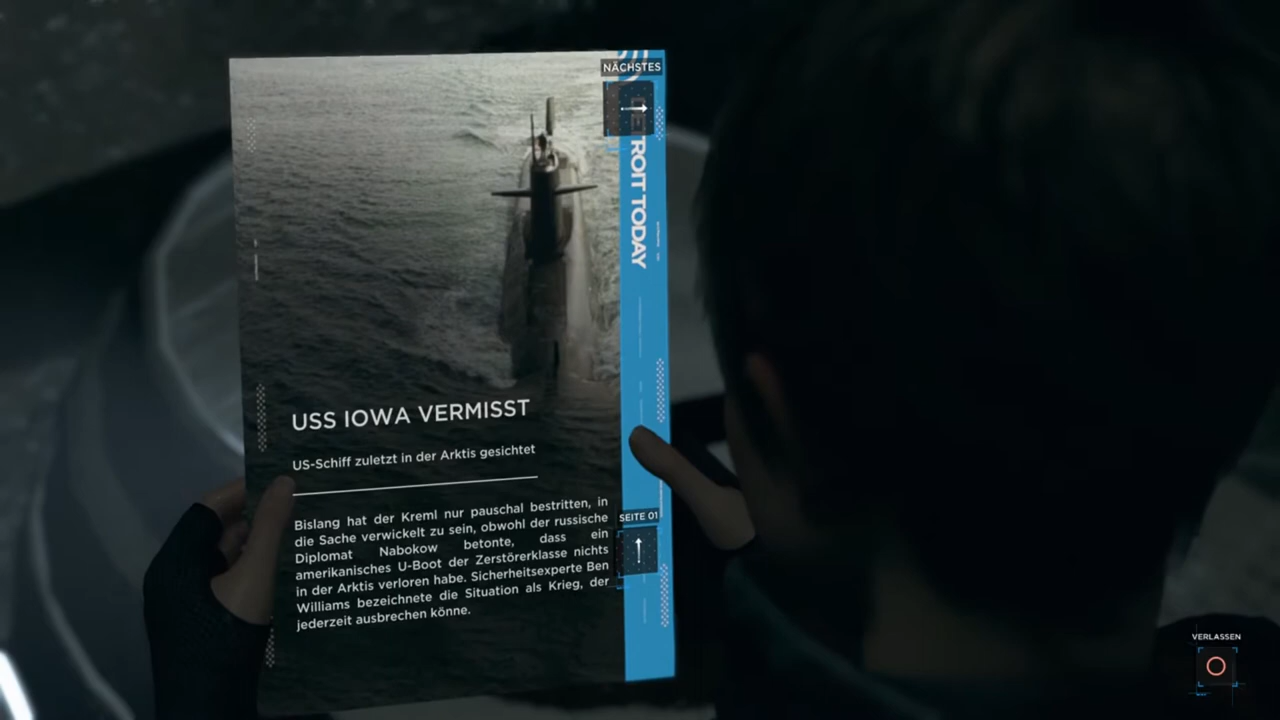 NÄCHSTES
DETROIT TODAY
USS IOWA VERMISST
US-Schiff zuletzt in der Arktis gesichtet
Bislang hat der Kreml nur pauschal bestritten, in
die Sache verwickelt zu sein, obwohl der russische
Diplomat Nabokow betonte, dass ein
amerikanisches U-Boot der Zerstörerklasse nichts
in der Arktis verloren habe. Sicherheitsexperte Ben
Williams bezeichnete die Situation als Krieg, der
jederzeit ausbrechen könne.
SEITE 01
VERLASSEN